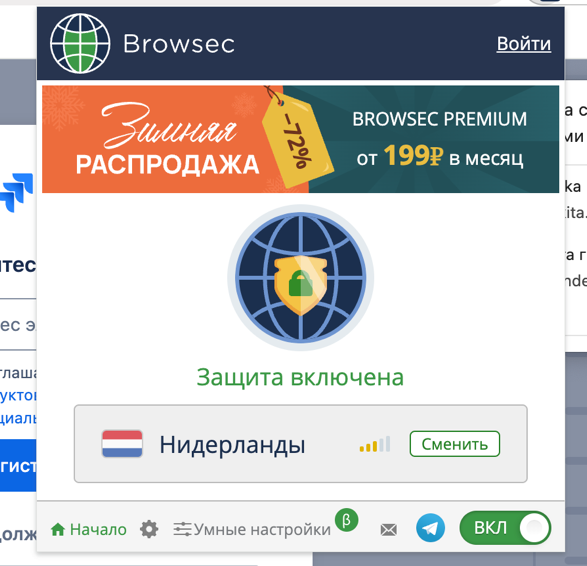 Browsec
Войти
Зимняя
РАСПРОДАЖА
−72%
BROWSEC PREMIUM
от 199₽ в месяц
Защита включена
Нидерланды
Сменить
Начало
Умные настройки
β
ВКЛ